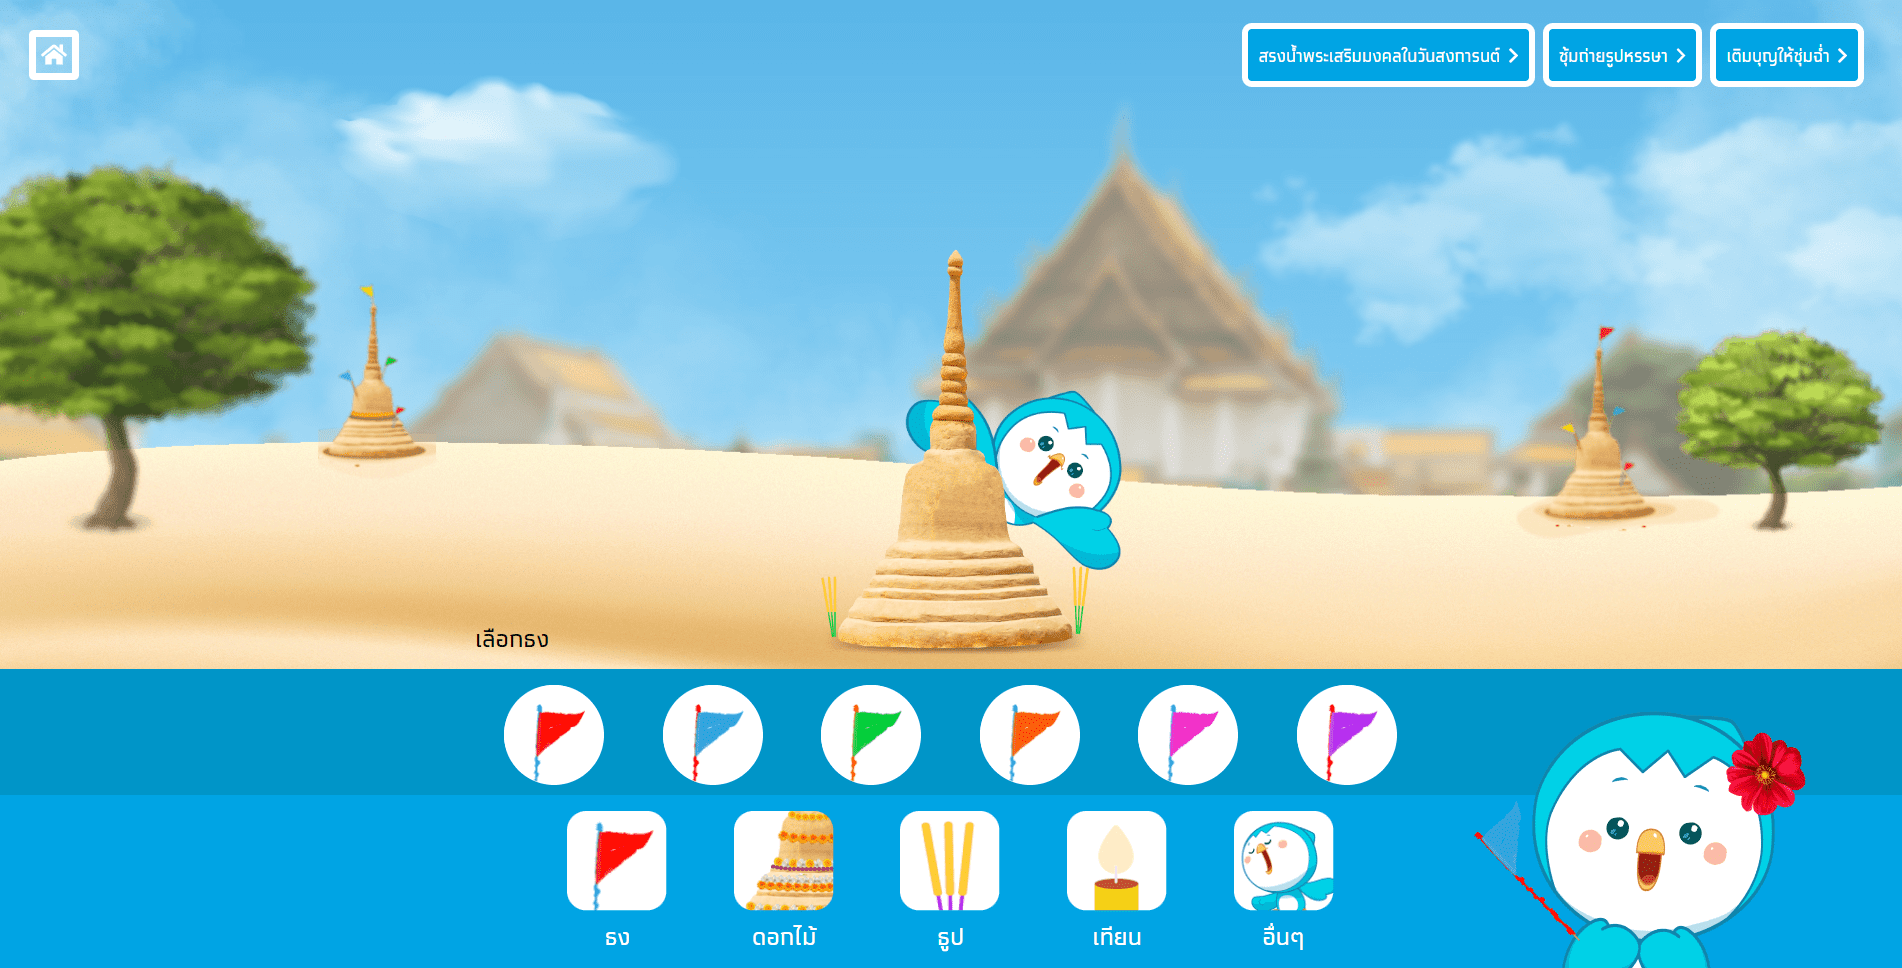 สรงน้ำพระเสริมมงคลในวันสงการนต์
ซุ้มถ่ายรูปหรรษา
เติมบุญให้ชุ่มฉ่ำ
เลือกธง
ธง
ดอกไม้
ธูป
เทียน
อื่นๆ